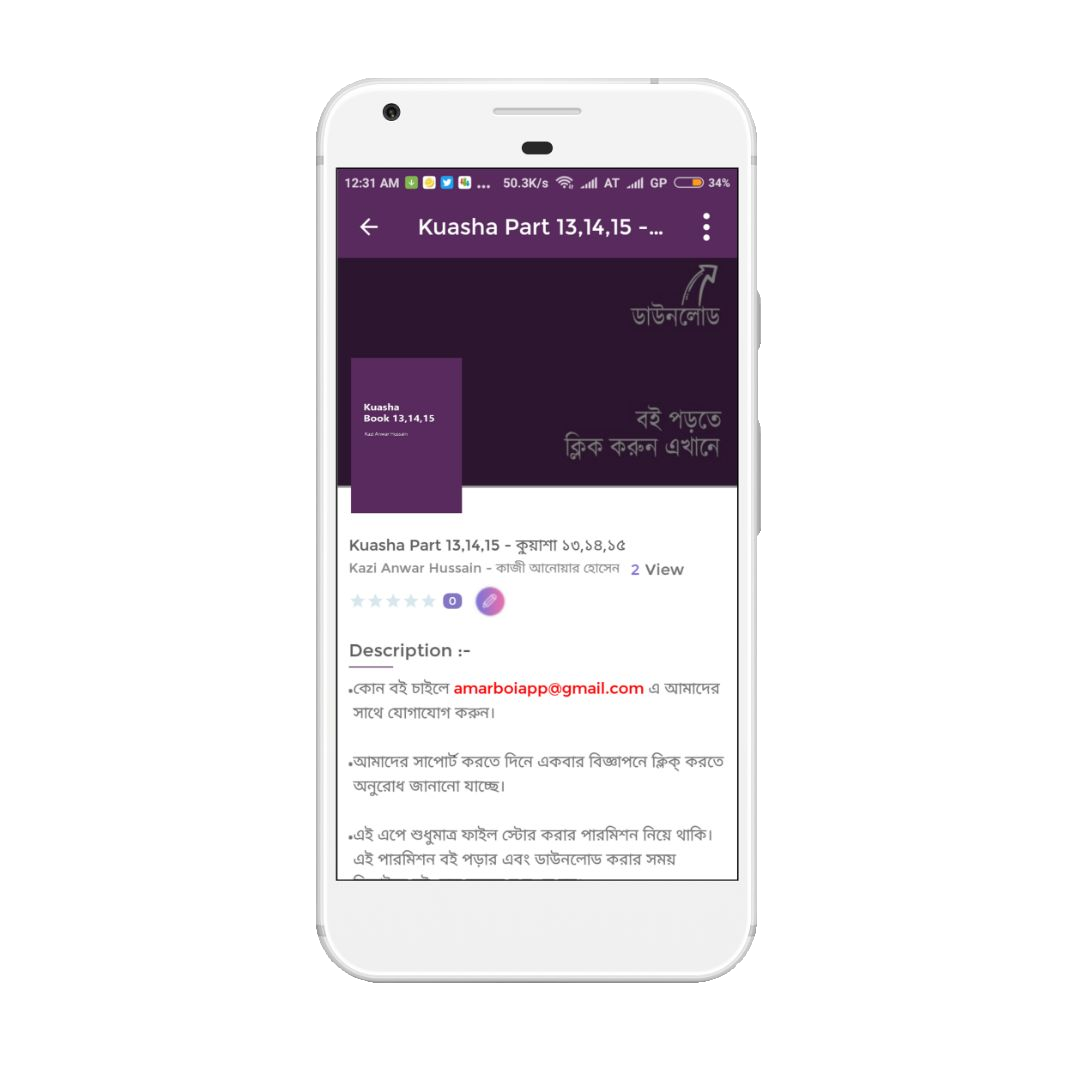 12:31 AM ... 50.3K/s AT GP 34%
Kuasha Part 13,14,15 -...
ডাউনলোড
Kuasha
Book 13,14,15
Kazi Anwar Hussain
বই পড়তে
ক্লিক করুন এখানে
Kuasha Part 13,14,15 - কুয়াশা ১৩,১৪,১৫
Kazi Anwar Hussain - কাজী আনোয়ার হোসেন 2 View
0
Description :-
•কোন বই চাইলে amarboiapp@gmail.com এ আমাদের
সাথে যোগাযোগ করুন।
•আমাদের সাপোর্ট করতে দিনে একবার বিজ্ঞাপনে ক্লিক্ করতে
অনুরোধ জানানো যাচ্ছে।
•এই এপে শুধুমাত্র ফাইল স্টোর করার পারমিশন নিয়ে থাকি।
এই পারমিশন বই পড়ার এবং ডাউনলোড করার সময়